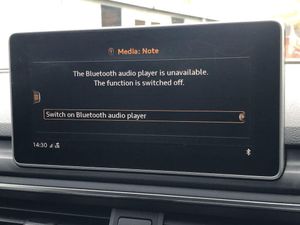 Media: Note
The Bluetooth audio player is unavailable.
The function is switched off.
Switch on Bluetooth audio player
14:30